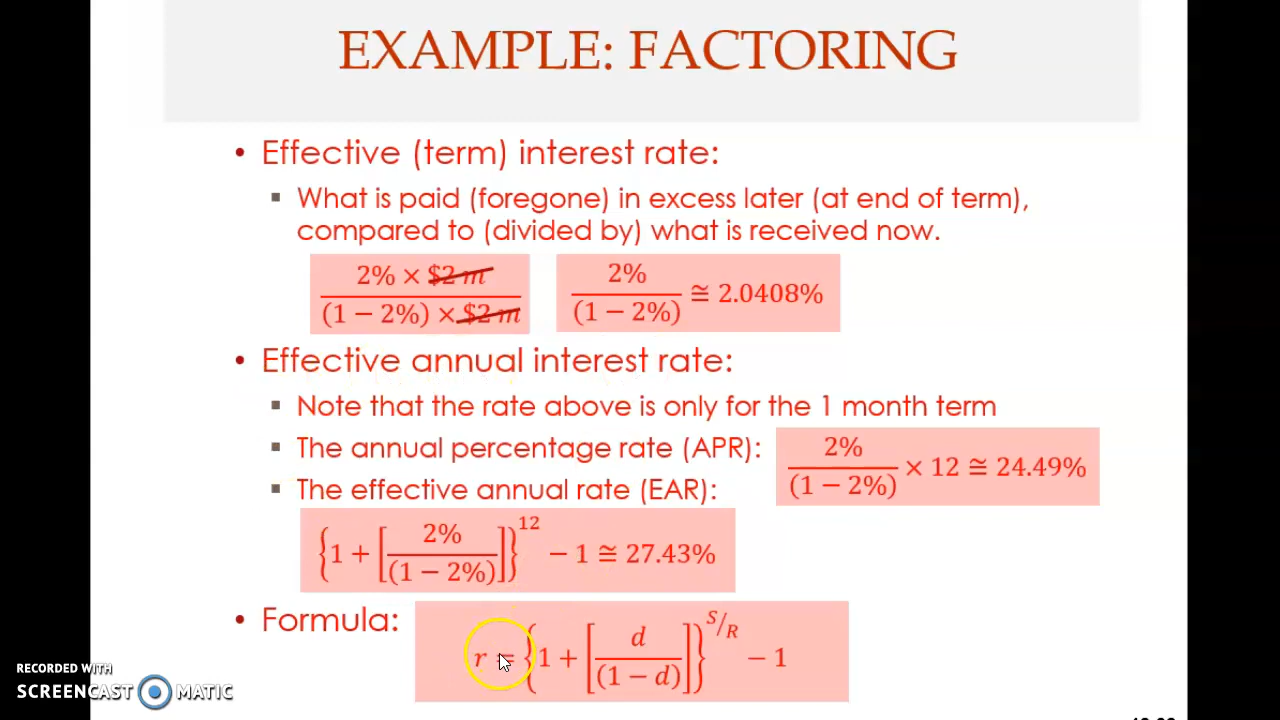 EXAMPLE: FACTORING
• Effective (term) interest rate:
▪ What is paid (foregone) in excess later (at end of term),
compared to (divided by) what is received now.
2% × $2 m / (1 − 2%) × $2 m
2% / (1 − 2%) ≅ 2.0408%
• Effective annual interest rate:
▪ Note that the rate above is only for the 1 month term
▪ The annual percentage rate (APR): 2% / (1 − 2%) × 12 ≅ 24.49%
▪ The effective annual rate (EAR):
{1 + [2% / (1 − 2%)]}^12 − 1 ≅ 27.43%
• Formula: r = {1 + [d / (1 − d)]}^S/R − 1
RECORDED WITH
SCREENCAST MATIC